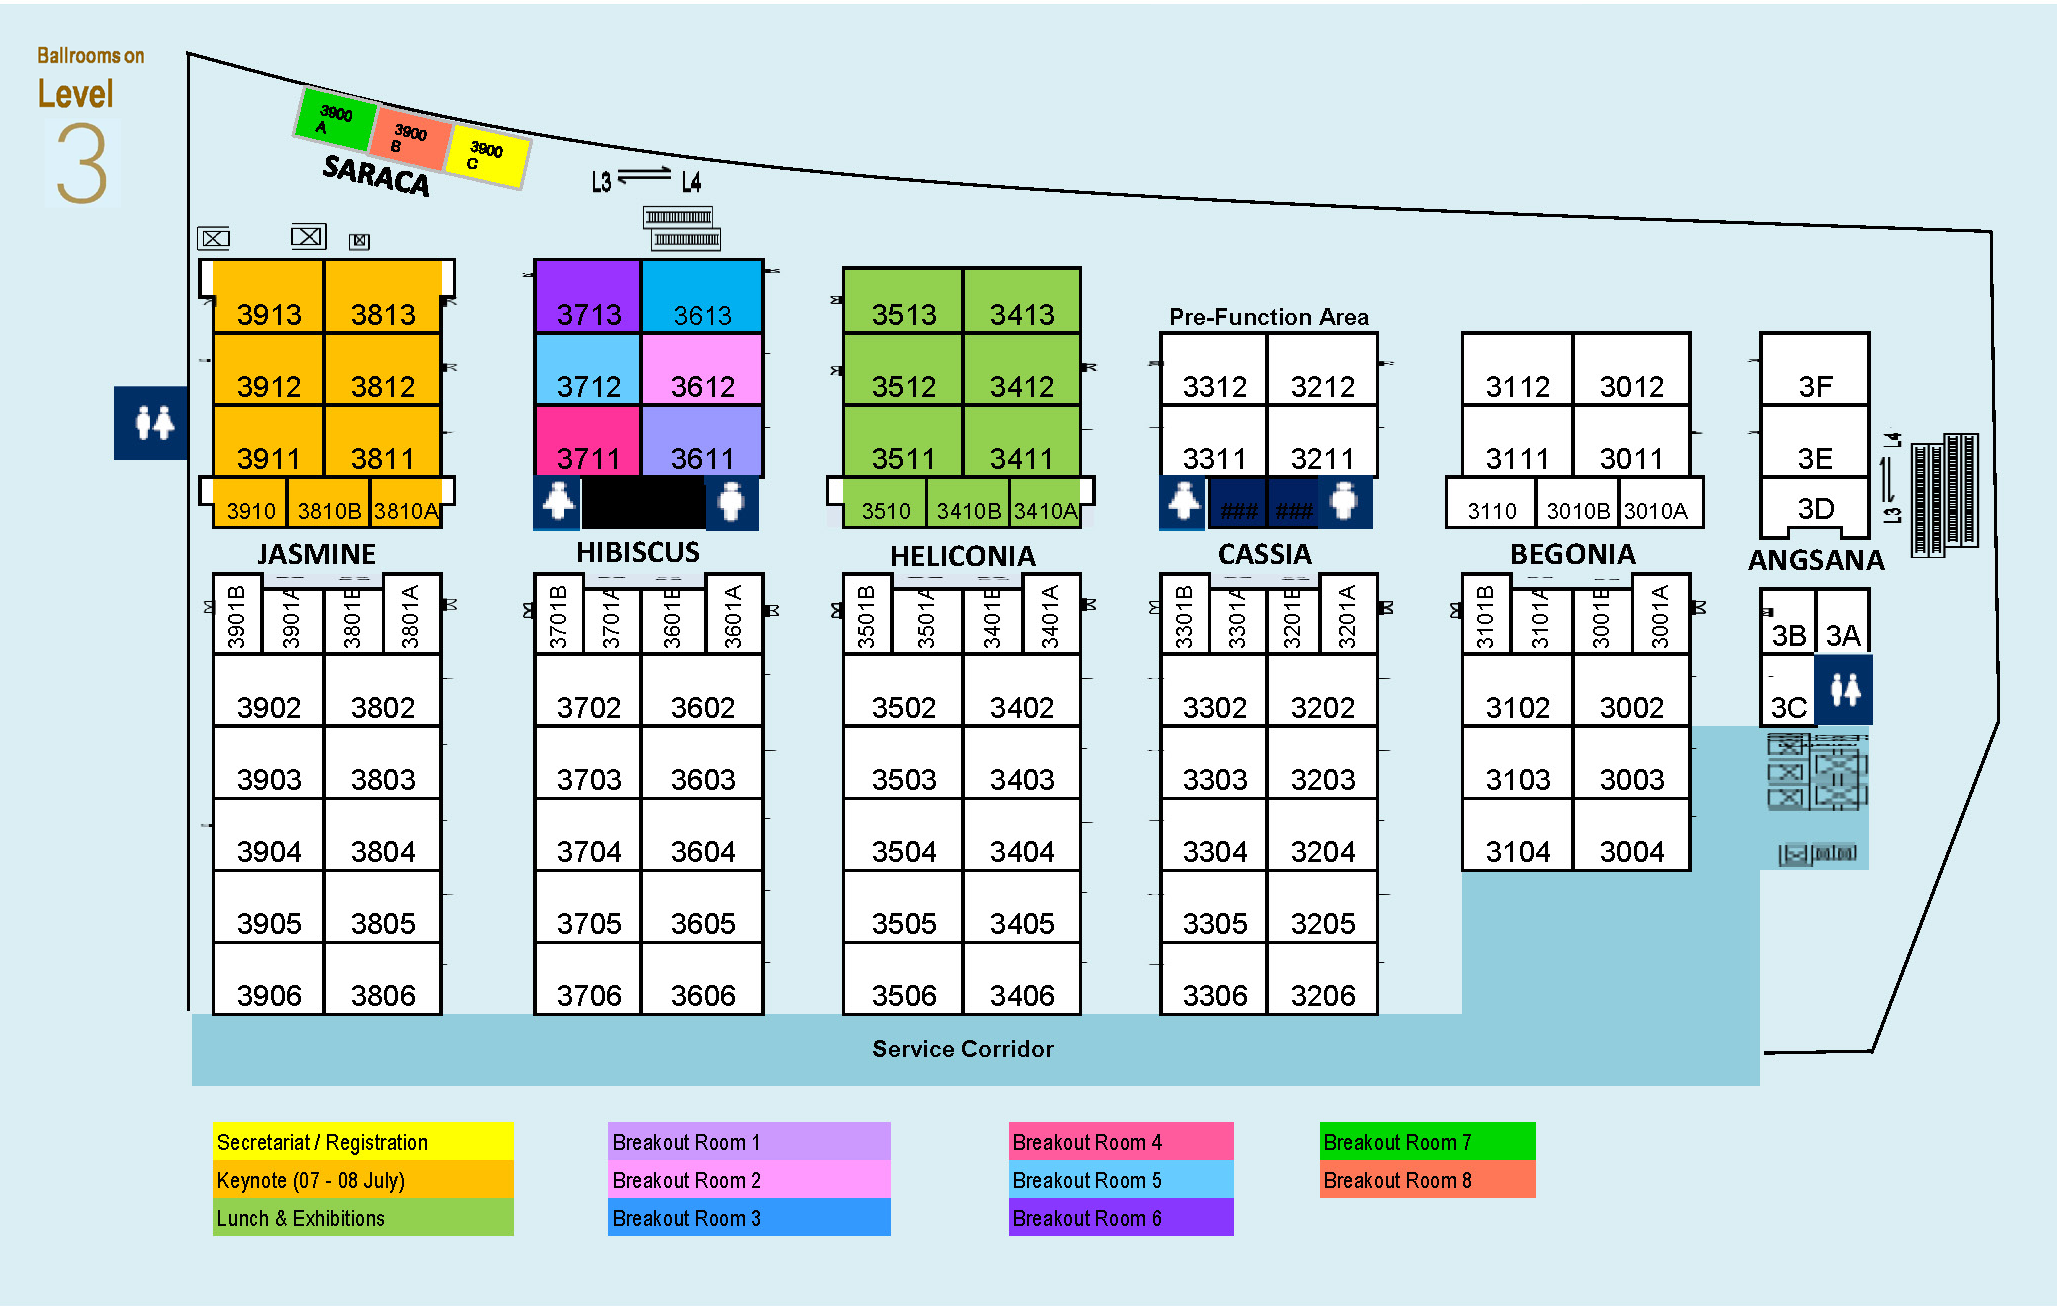 Ballrooms on
Level
3
3900 A
3900 B
3900 C
SARACA
L3 L4
3913 3813
3713 3613
3513 3413
Pre-Function Area
3912 3812
3712 3612
3512 3412
3312 3212
3112 3012
3F
3911 3811
3711 3611
3511 3411
3311 3211
3111 3011
3E
L4
L3
3910 3810B 3810A
3510 3410B 3410A
### ###
3110 3010B 3010A
3D
JASMINE
HIBISCUS
HELICONIA
CASSIA
BEGONIA
ANGSANA
3901B 3901A 3801B 3801A
3701B 3701A 3601B 3601A
3501B 3501A 3401B 3401A
3301B 3301A 3201B 3201A
3101B 3101A 3001B 3001A
3B 3A
3902 3802
3702 3602
3502 3402
3302 3202
3102 3002
3C
3903 3803
3703 3603
3503 3403
3303 3203
3103 3003
3904 3804
3704 3604
3504 3404
3304 3204
3104 3004
3905 3805
3705 3605
3505 3405
3305 3205
3906 3806
3706 3606
3506 3406
3306 3206
Service Corridor
Secretariat / Registration
Keynote (07 - 08 July)
Lunch & Exhibitions
Breakout Room 1
Breakout Room 2
Breakout Room 3
Breakout Room 4
Breakout Room 5
Breakout Room 6
Breakout Room 7
Breakout Room 8